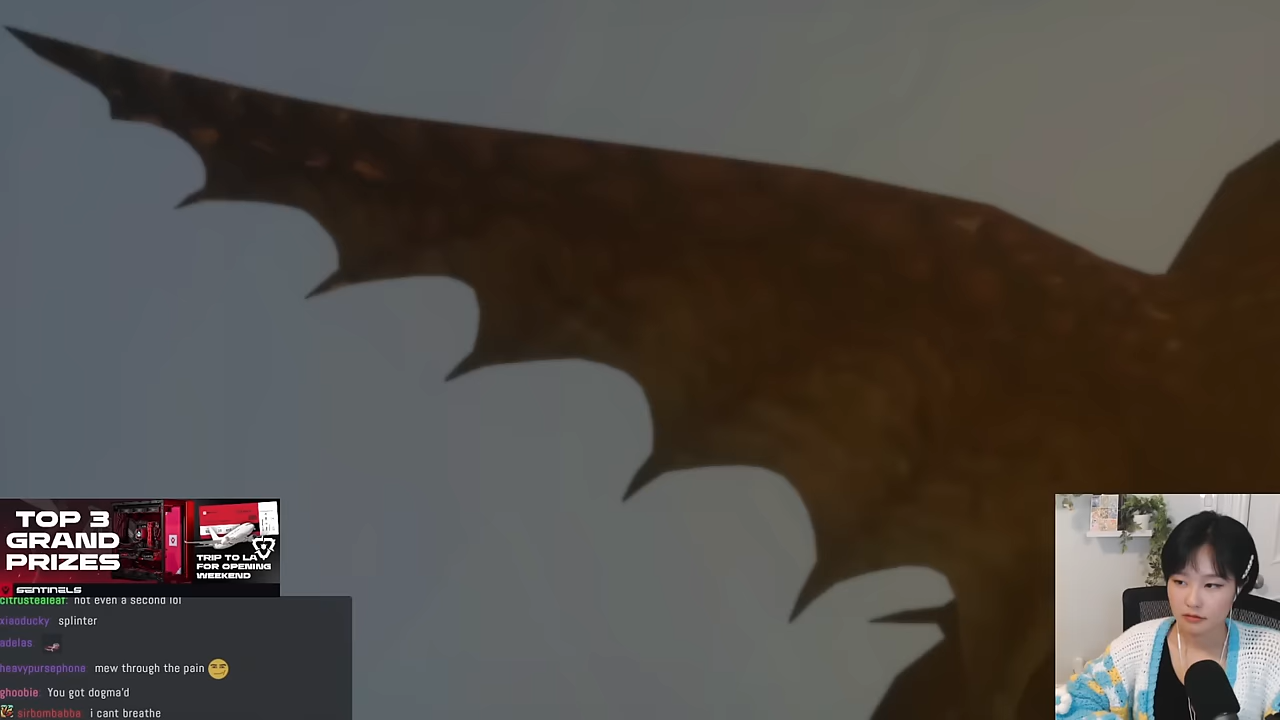 TOP 3
GRAND
PRIZES
TRIP TO LA
FOR OPENING
WEEKEND
SENTINELS
citrustealeaf: not even a second lol
xiaoducky splinter
adelas
heavypursephone mew through the pain
ghoobie: You got dogma'd
sirbombabba i cant breathe